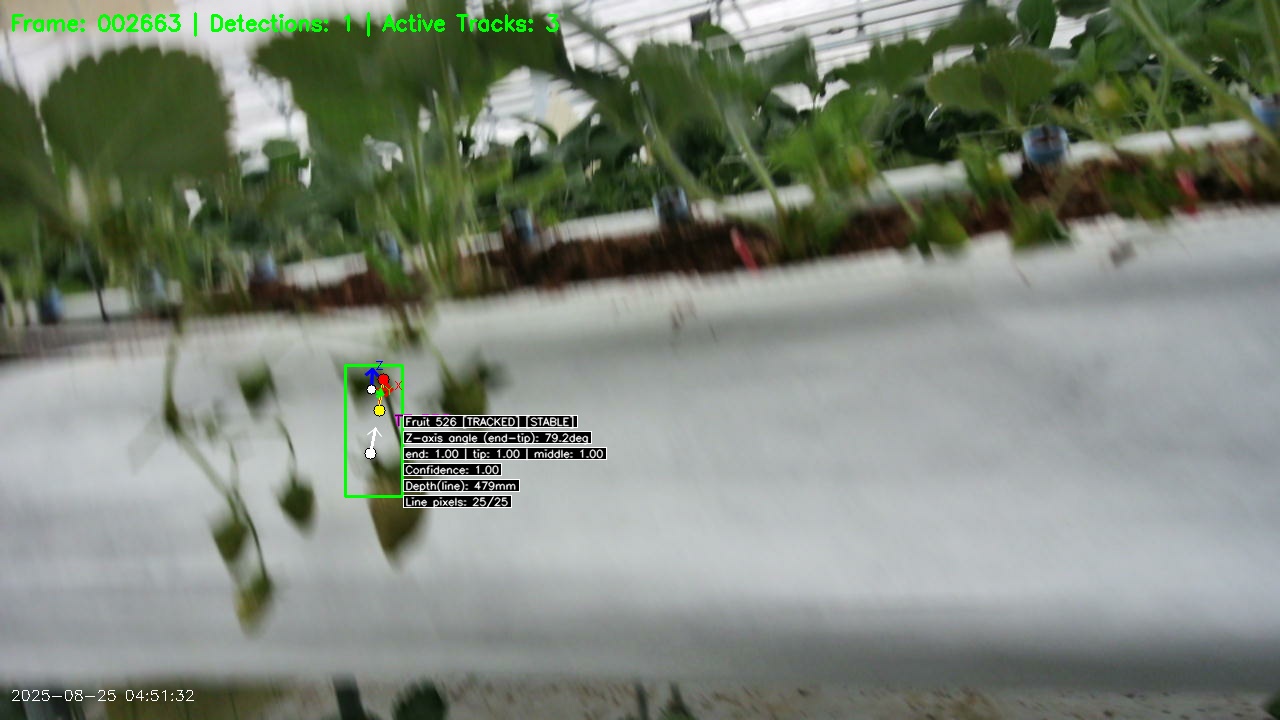 Frame: 002663 | Detections: 1 | Active Tracks: 3
Z
X
T
Fruit 526 [TRACKED] [STABLE]
Z-axis angle (end-tip): 79.2deg
end: 1.00 | tip: 1.00 | middle: 1.00
Confidence: 1.00
Depth(line): 479mm
Line pixels: 25/25
2025-08-25 04:51:32